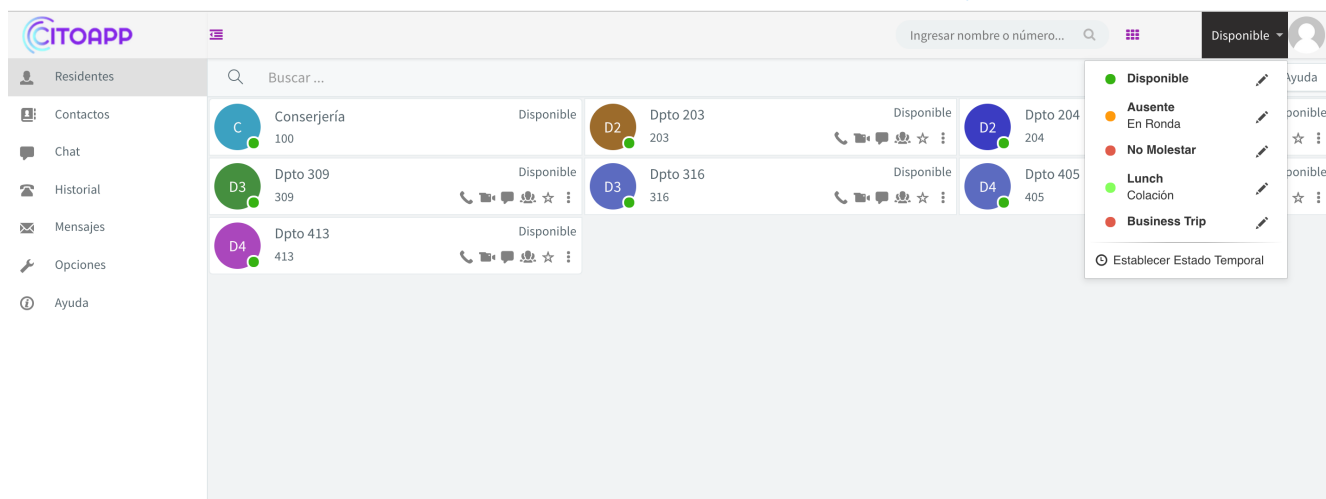 CITOAPP
Ingresar nombre o número...
Disponible
Residentes
Contactos
Chat
Historial
Mensajes
Opciones
Ayuda
Buscar ...
Ayuda
C
Conserjería
Disponible
100
D2
Dpto 203
Disponible
203
D2
Dpto 204
204
D3
Dpto 309
Disponible
309
D3
Dpto 316
Disponible
316
D4
Dpto 405
405
D4
Dpto 413
Disponible
413
Disponible
Ausente
En Ronda
No Molestar
Lunch
Colación
Business Trip
Establecer Estado Temporal